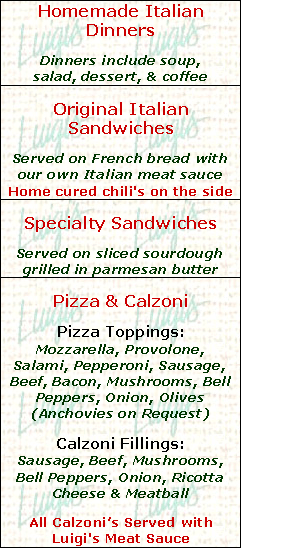 Homemade Italian
Dinners
Dinners include soup,
salad, dessert, & coffee
Original Italian
Sandwiches
Served on French bread with
our own Italian meat sauce
Home cured chili's on the side
Specialty Sandwiches
Served on sliced sourdough
grilled in parmesan butter
Pizza & Calzoni
Pizza Toppings:
Mozzarella, Provolone,
Salami, Pepperoni, Sausage,
Beef, Bacon, Mushrooms, Bell
Peppers, Onion, Olives
(Anchovies on Request)
Calzoni Fillings:
Sausage, Beef, Mushrooms,
Bell Peppers, Onion, Ricotta
Cheese & Meatball
All Calzoni’s Served with
Luigi's Meat Sauce